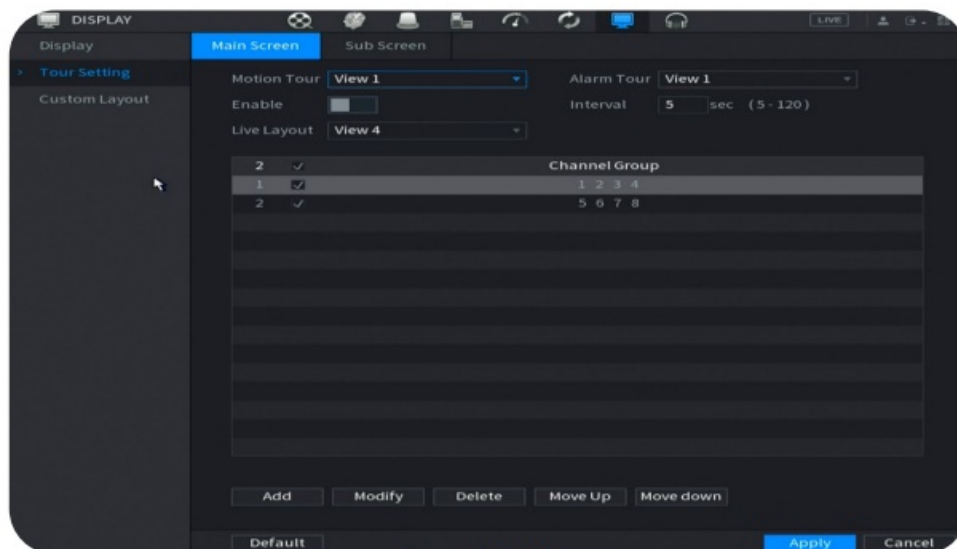 DISPLAY
LIVE
Display
Tour Setting
Custom Layout
Main Screen Sub Screen
Motion Tour View 1 Alarm Tour View 1
Enable Interval 5 sec (5-120)
Live Layout View 4
2 Channel Group
1 1 2 3 4
2 5 6 7 8
Add Modify Delete Move Up Move down
Default Apply Cancel